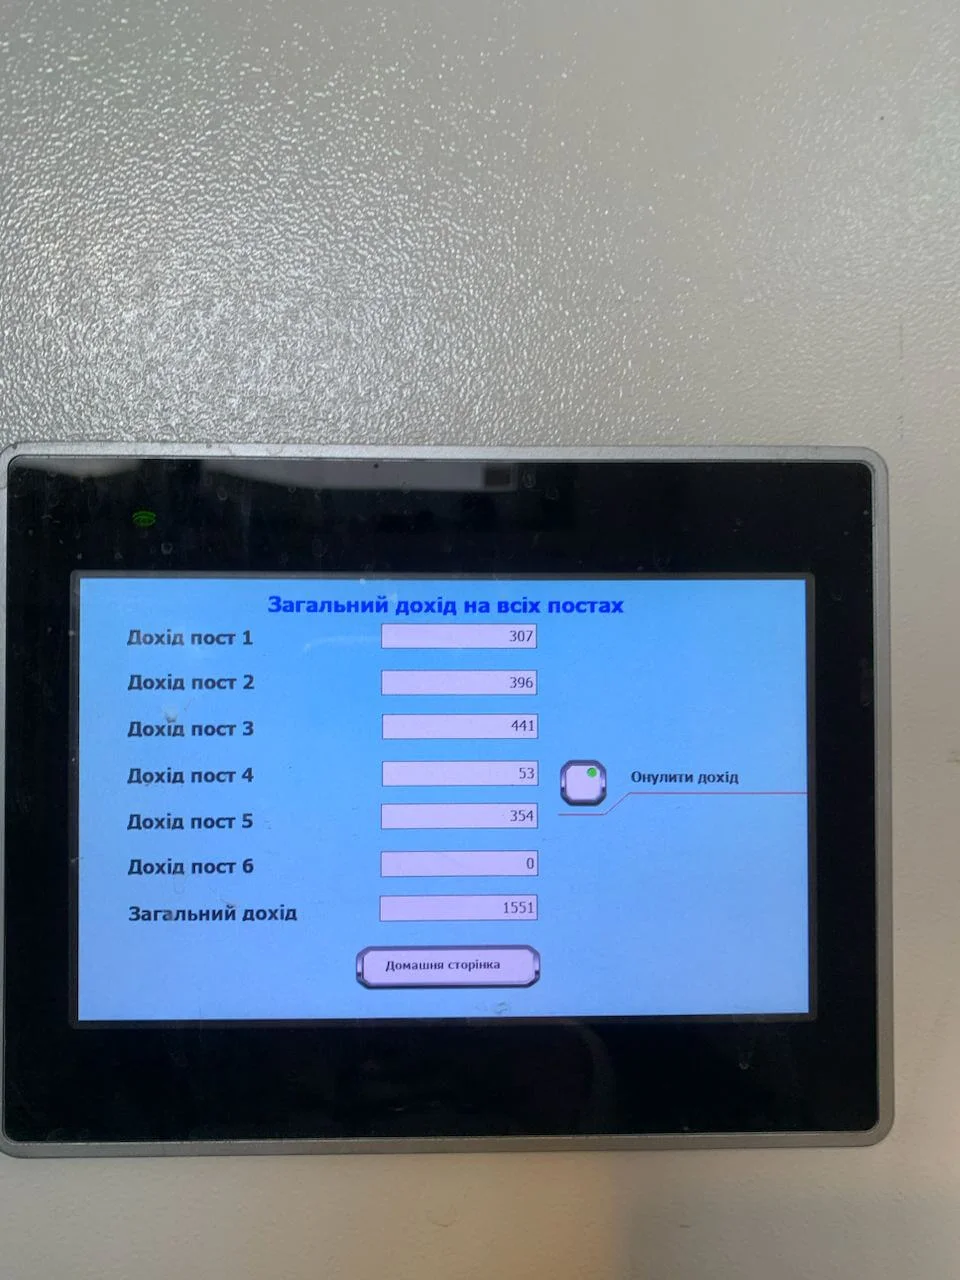 Загальний дохід на всіх постах
Дохід пост 1 307
Дохід пост 2 396
Дохід пост 3 441
Дохід пост 4 53
Онулити дохід
Дохід пост 5 354
Дохід пост 6 0
Загальний дохід 1551
Домашня сторінка